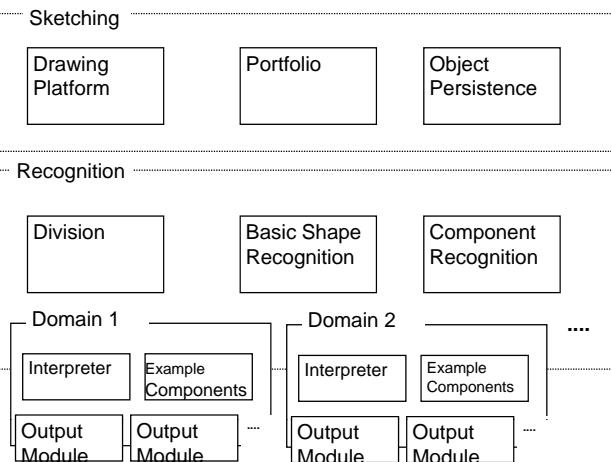 Sketching
Drawing
Platform
Portfolio
Object
Persistence
Recognition
Division
Basic Shape
Recognition
Component
Recognition
Domain 1
Domain 2
....
Interpreter
Example
Components
Interpreter
Example
Components
Output
Module
Output
Module
....
Output
Module
Output
Module
....